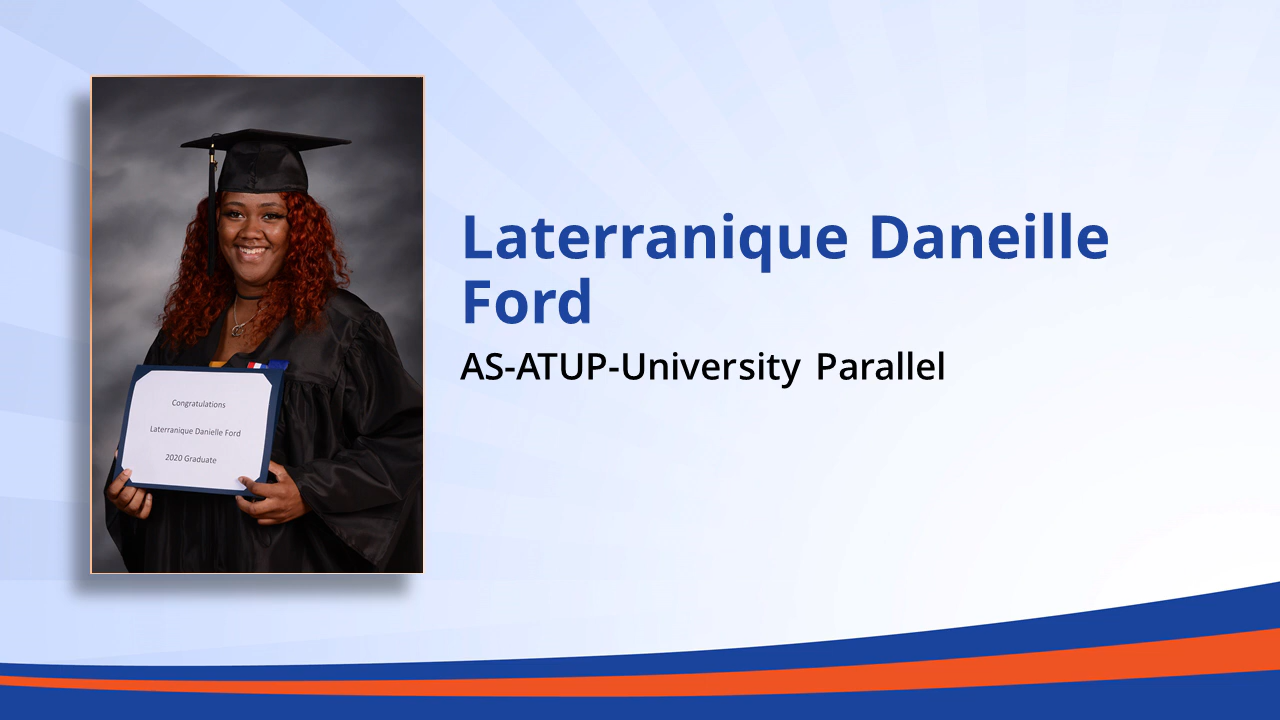 Laterranique Daneille
Ford
AS-ATUP-University Parallel
Congratulations
Laterranique Danielle Ford
2020 Graduate